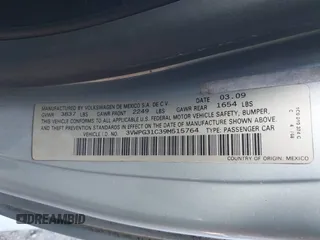 MANUFACTURED BY VOLKSWAGEN DE MEXICO S.A. DE C.V. DATE 03.09
GVWR 3837 LBS GAWR FRONT 2249 LBS GAWR REAR 1654 LBS
THIS VEHICLE CONFORMS TO ALL APPLICABLE
U.S. FEDERAL MOTOR VEHICLE SAFETY, BUMPER,
AND THEFT PREVENTION STANDARDS IN EFFECT ON THE DATE OF MANUFACTURE SHOWN ABOVE
VEHICLE I.D. NO. 3VWPG31C39M515764 TYPE: PASSENGER CAR
COUNTRY OF ORIGIN: MEXICO
AUTOBIDMASTER